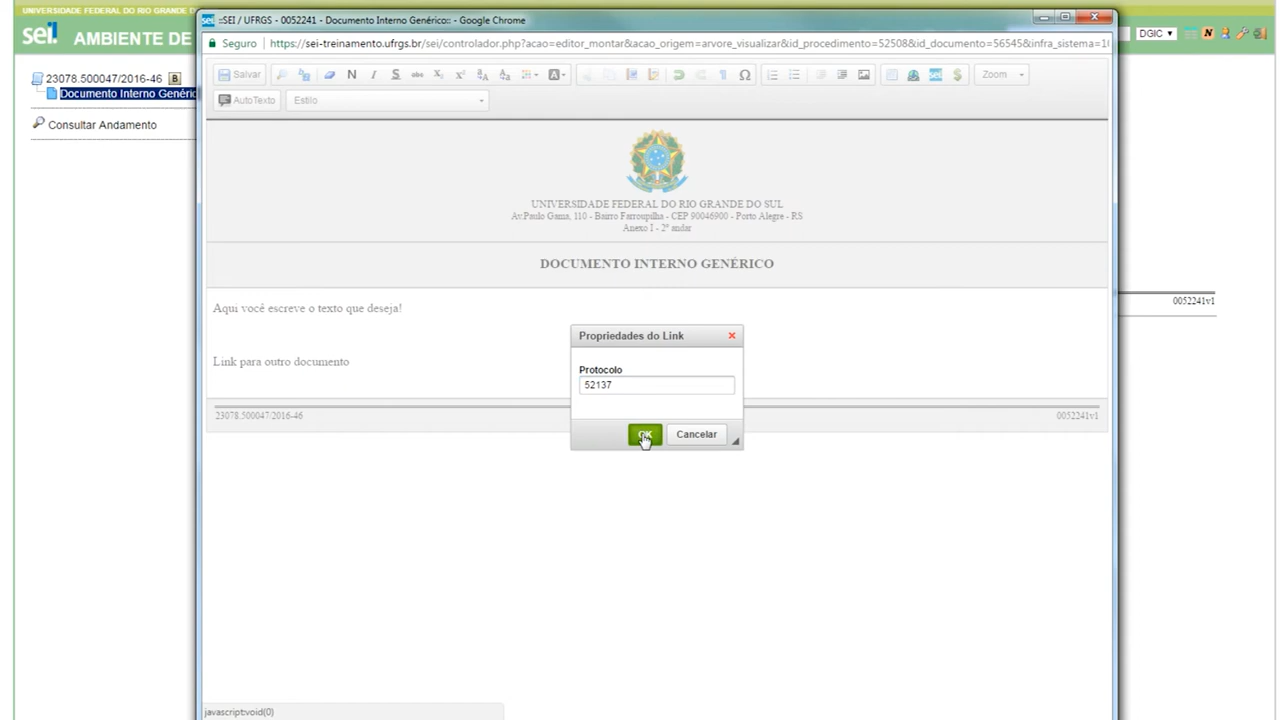 UNIVERSIDADE FEDERAL DO RIO GRANDE D
sei. AMBIENTE DE
DGIC
23078.500047/2016-46 B
Documento Interno Genéric
Consultar Andamento
::SEI / UFRGS - 0052241 - Documento Interno Genérico:: - Google Chrome
Seguro https://sei-treinamento.ufrgs.br/sei/controlador.php?acao=editor_montar&acao_origem=arvore_visualizar&id_procedimento=52508&id_documento=56545&infra_sistema=10
Salvar N I S abc X₂ X² Ω $ Zoom
AutoTexto Estilo
UNIVERSIDADE FEDERAL DO RIO GRANDE DO SUL
Av.Paulo Gama, 110 - Bairro Farroupilha - CEP 90046900 - Porto Alegre - RS
Anexo I - 2º andar
DOCUMENTO INTERNO GENÉRICO
Aqui você escreve o texto que deseja!
Link para outro documento
23078.500047/2016-46 0052241v1
Propriedades do Link
Protocolo
52137
OK Cancelar
0052241v1
javascript:void(0)